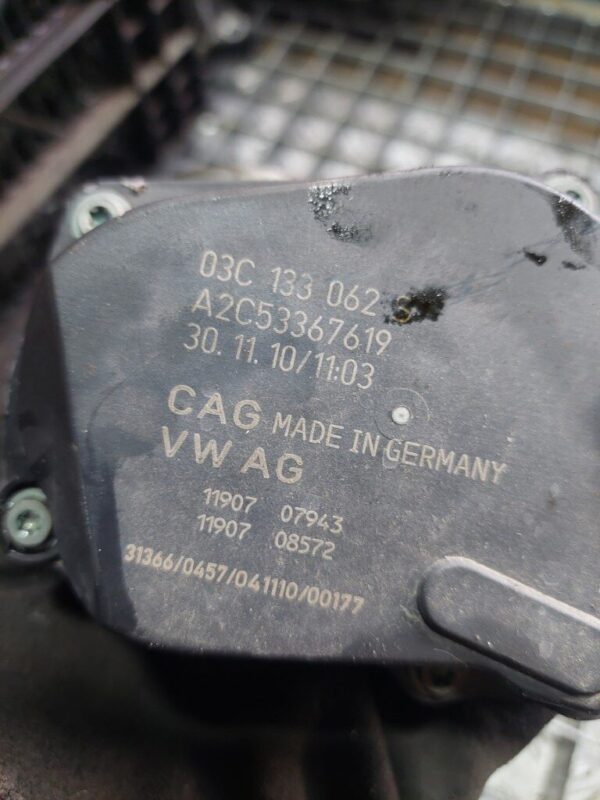 03C 133 062
A2C53367619
30.11.10/11:03
CAG MADE IN GERMANY
VW AG
11907 07943
11907 08572
31366/0457/041110/00177